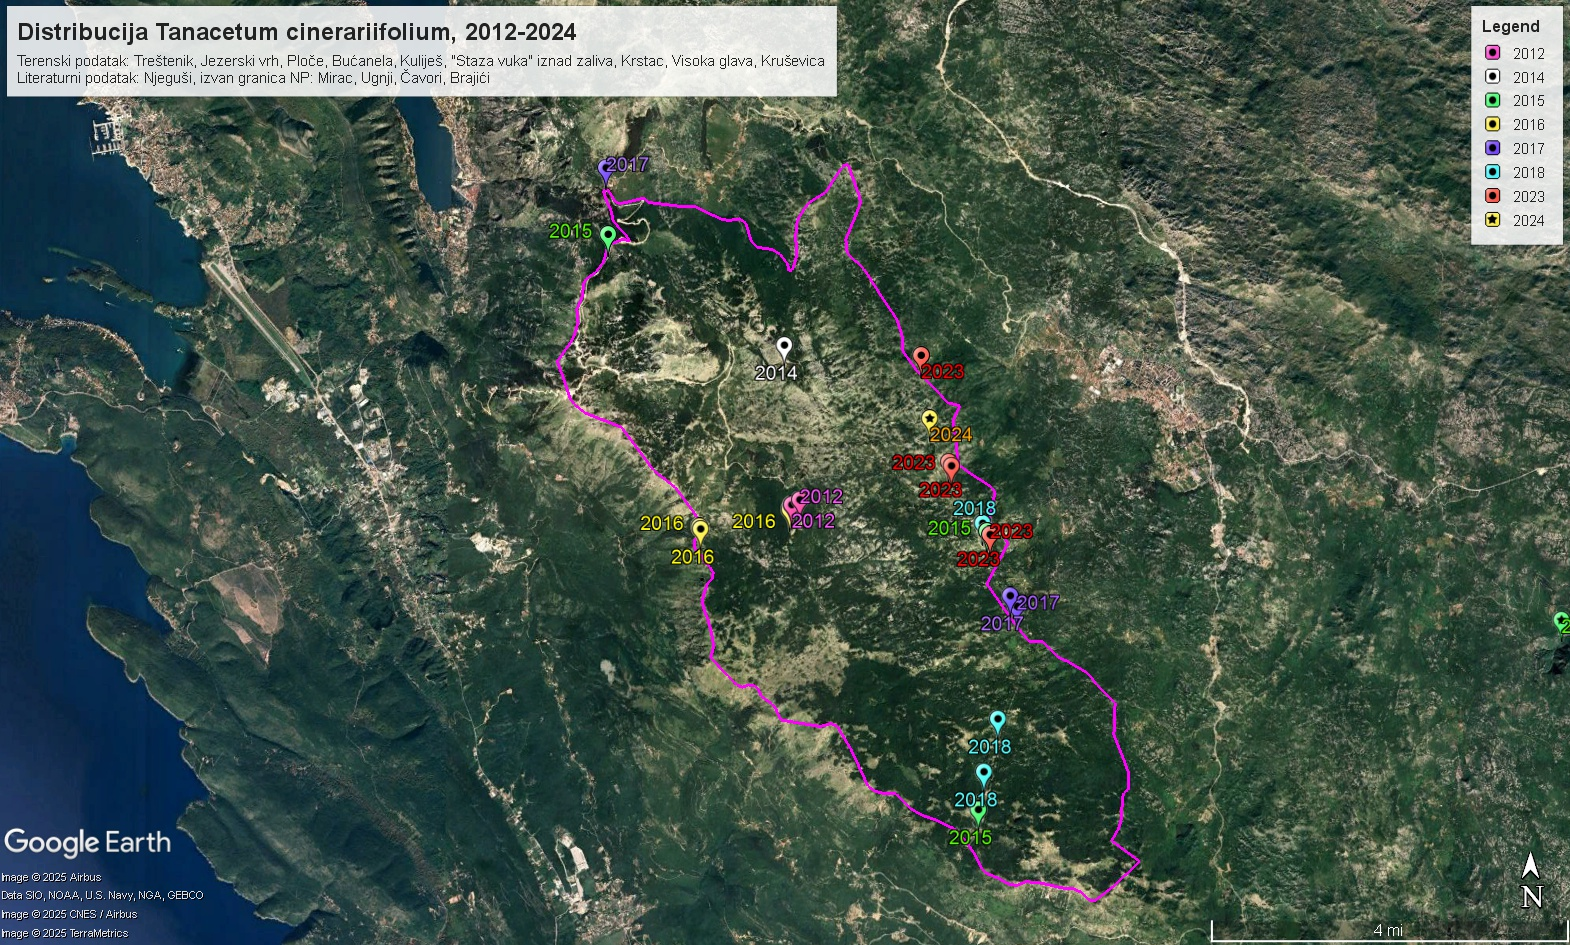 Distribucija Tanacetum cinerariifolium, 2012-2024
Terenski podatak: Treštenik, Jezerski vrh, Ploče, Bućanela, Kuliješ, "Staza vuka" iznad zaliva, Krstac, Visoka glava, Kruševica
Literaturni podatak: Njeguši, izvan granica NP: Mirac, Ugnji, Čavori, Brajići
Legend
2012
2014
2015
2016
2017
2018
2023
2024
2017
2015
2014
2023
2024
2023
2023
2012
2016
2012
2016
2016
2018
2015
2023
2023
2017
2017
2018
2018
2015
Google Earth
Image © 2025 Airbus
Data SIO, NOAA, U.S. Navy, NGA, GEBCO
Image © 2025 CNES / Airbus
Image © 2025 TerraMetrics
N
4 mi